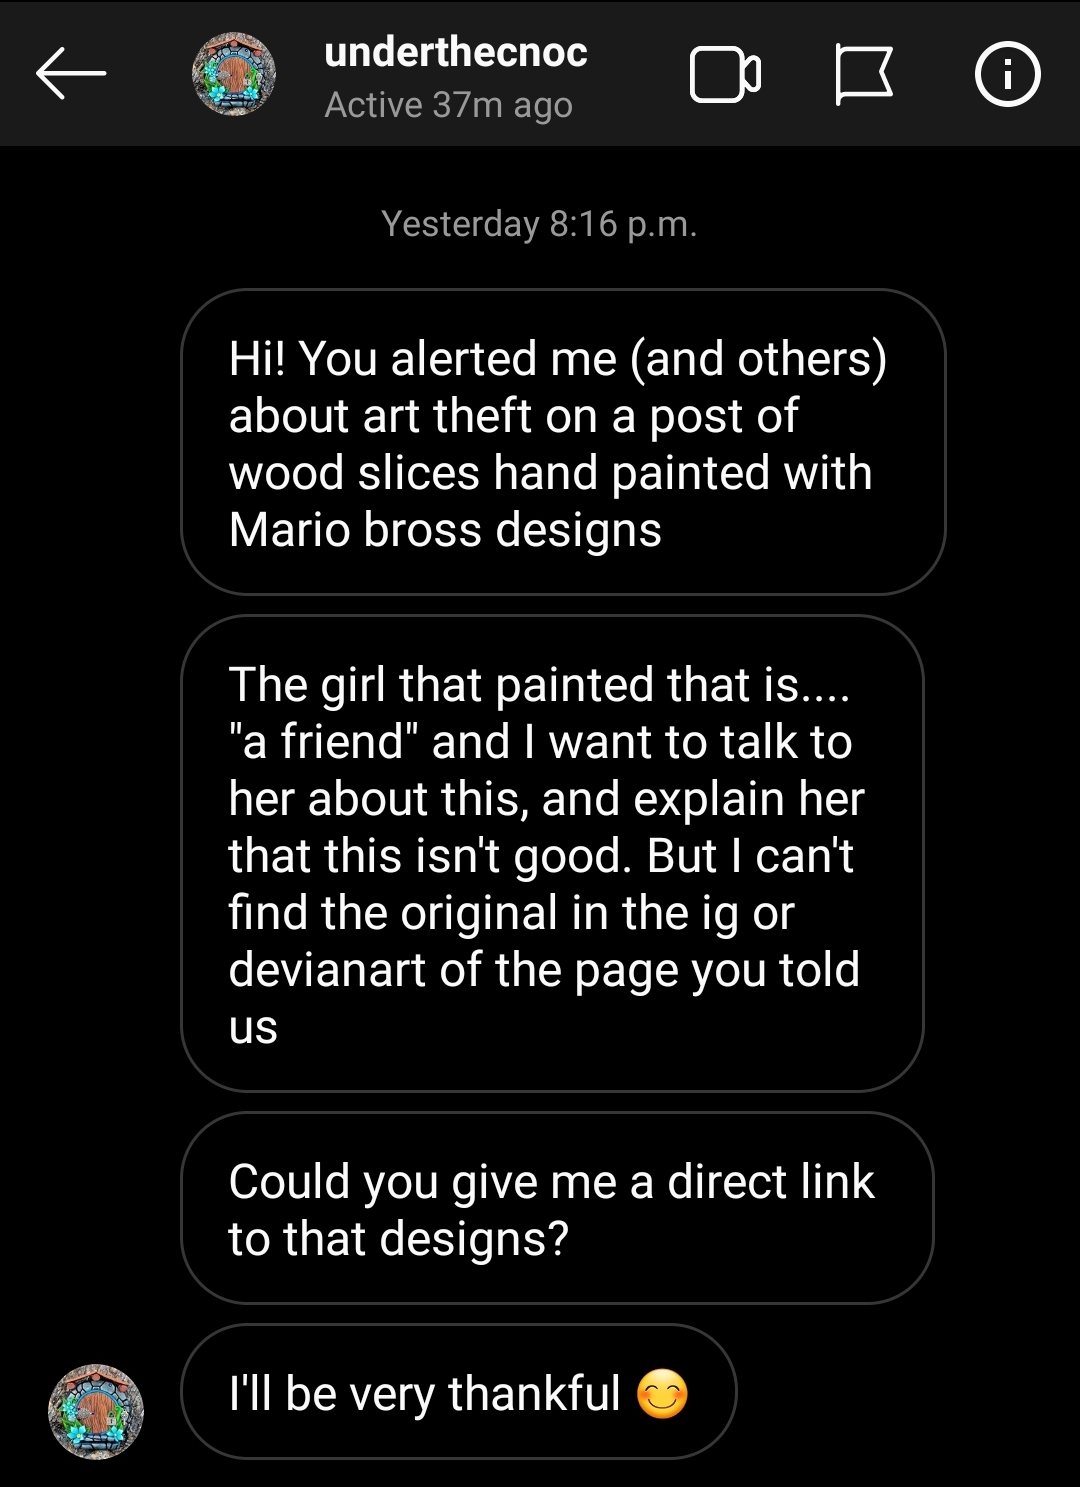 underthecnoc
Active 37m ago
Yesterday 8:16 p.m.
Hi! You alerted me (and others)
about art theft on a post of
wood slices hand painted with
Mario bross designs
The girl that painted that is....
"a friend" and I want to talk to
her about this, and explain her
that this isn't good. But I can't
find the original in the ig or
devianart of the page you told
us
Could you give me a direct link
to that designs?
I'll be very thankful 😊